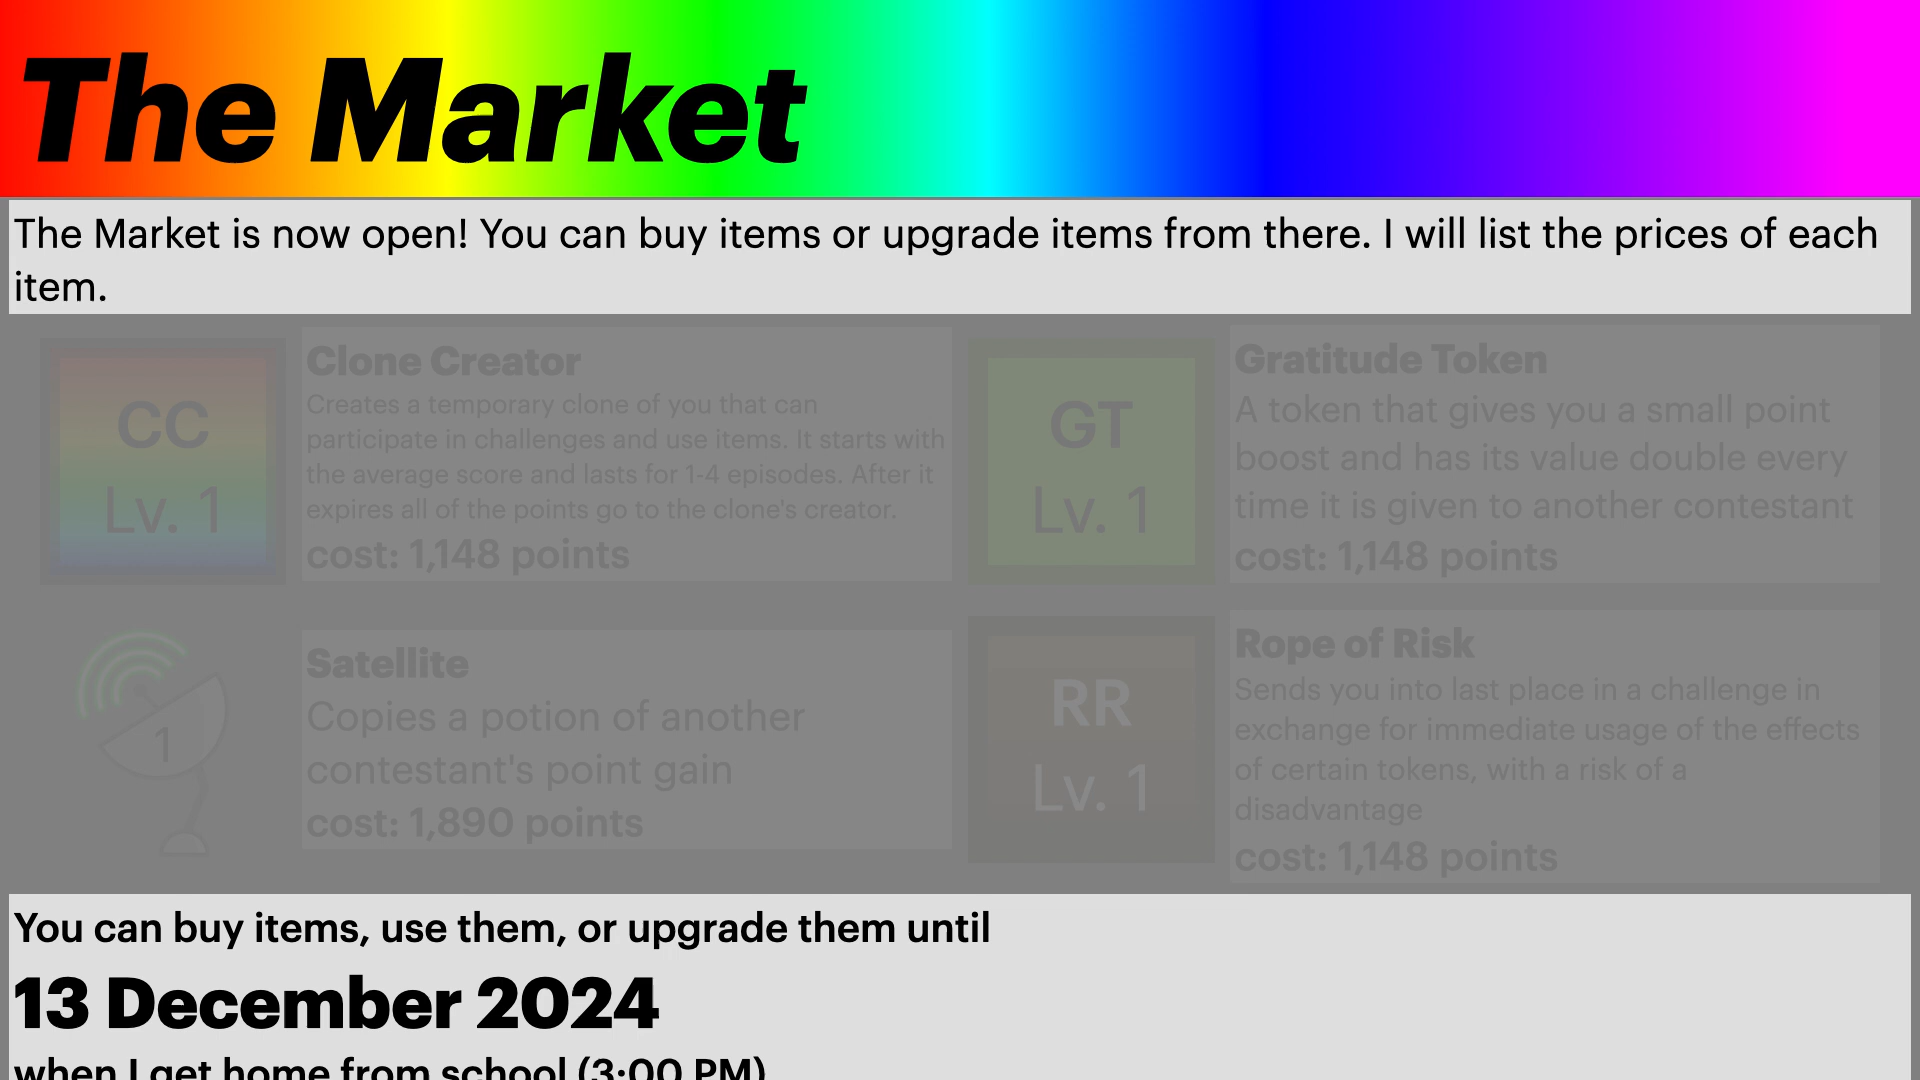 The Market
The Market is now open! You can buy items or upgrade items from there. I will list the prices of each
item.
CC
Lv. 1
Clone Creator
Creates a temporary clone of you that can
participate in challenges and use items. It starts with
the average score and lasts for 1-4 episodes. After it
expires all of the points go to the clone's creator.
cost: 1,148 points
GT
Lv. 1
Gratitude Token
A token that gives you a small point
boost and has its value double every
time it is given to another contestant
cost: 1,148 points
1
Satellite
Copies a potion of another
contestant's point gain
cost: 1,890 points
RR
Lv. 1
Rope of Risk
Sends you into last place in a challenge in
exchange for immediate usage of the effects
of certain tokens, with a risk of a
disadvantage
cost: 1,148 points
You can buy items, use them, or upgrade them until
13 December 2024
when I get home from school (3:00 PM)